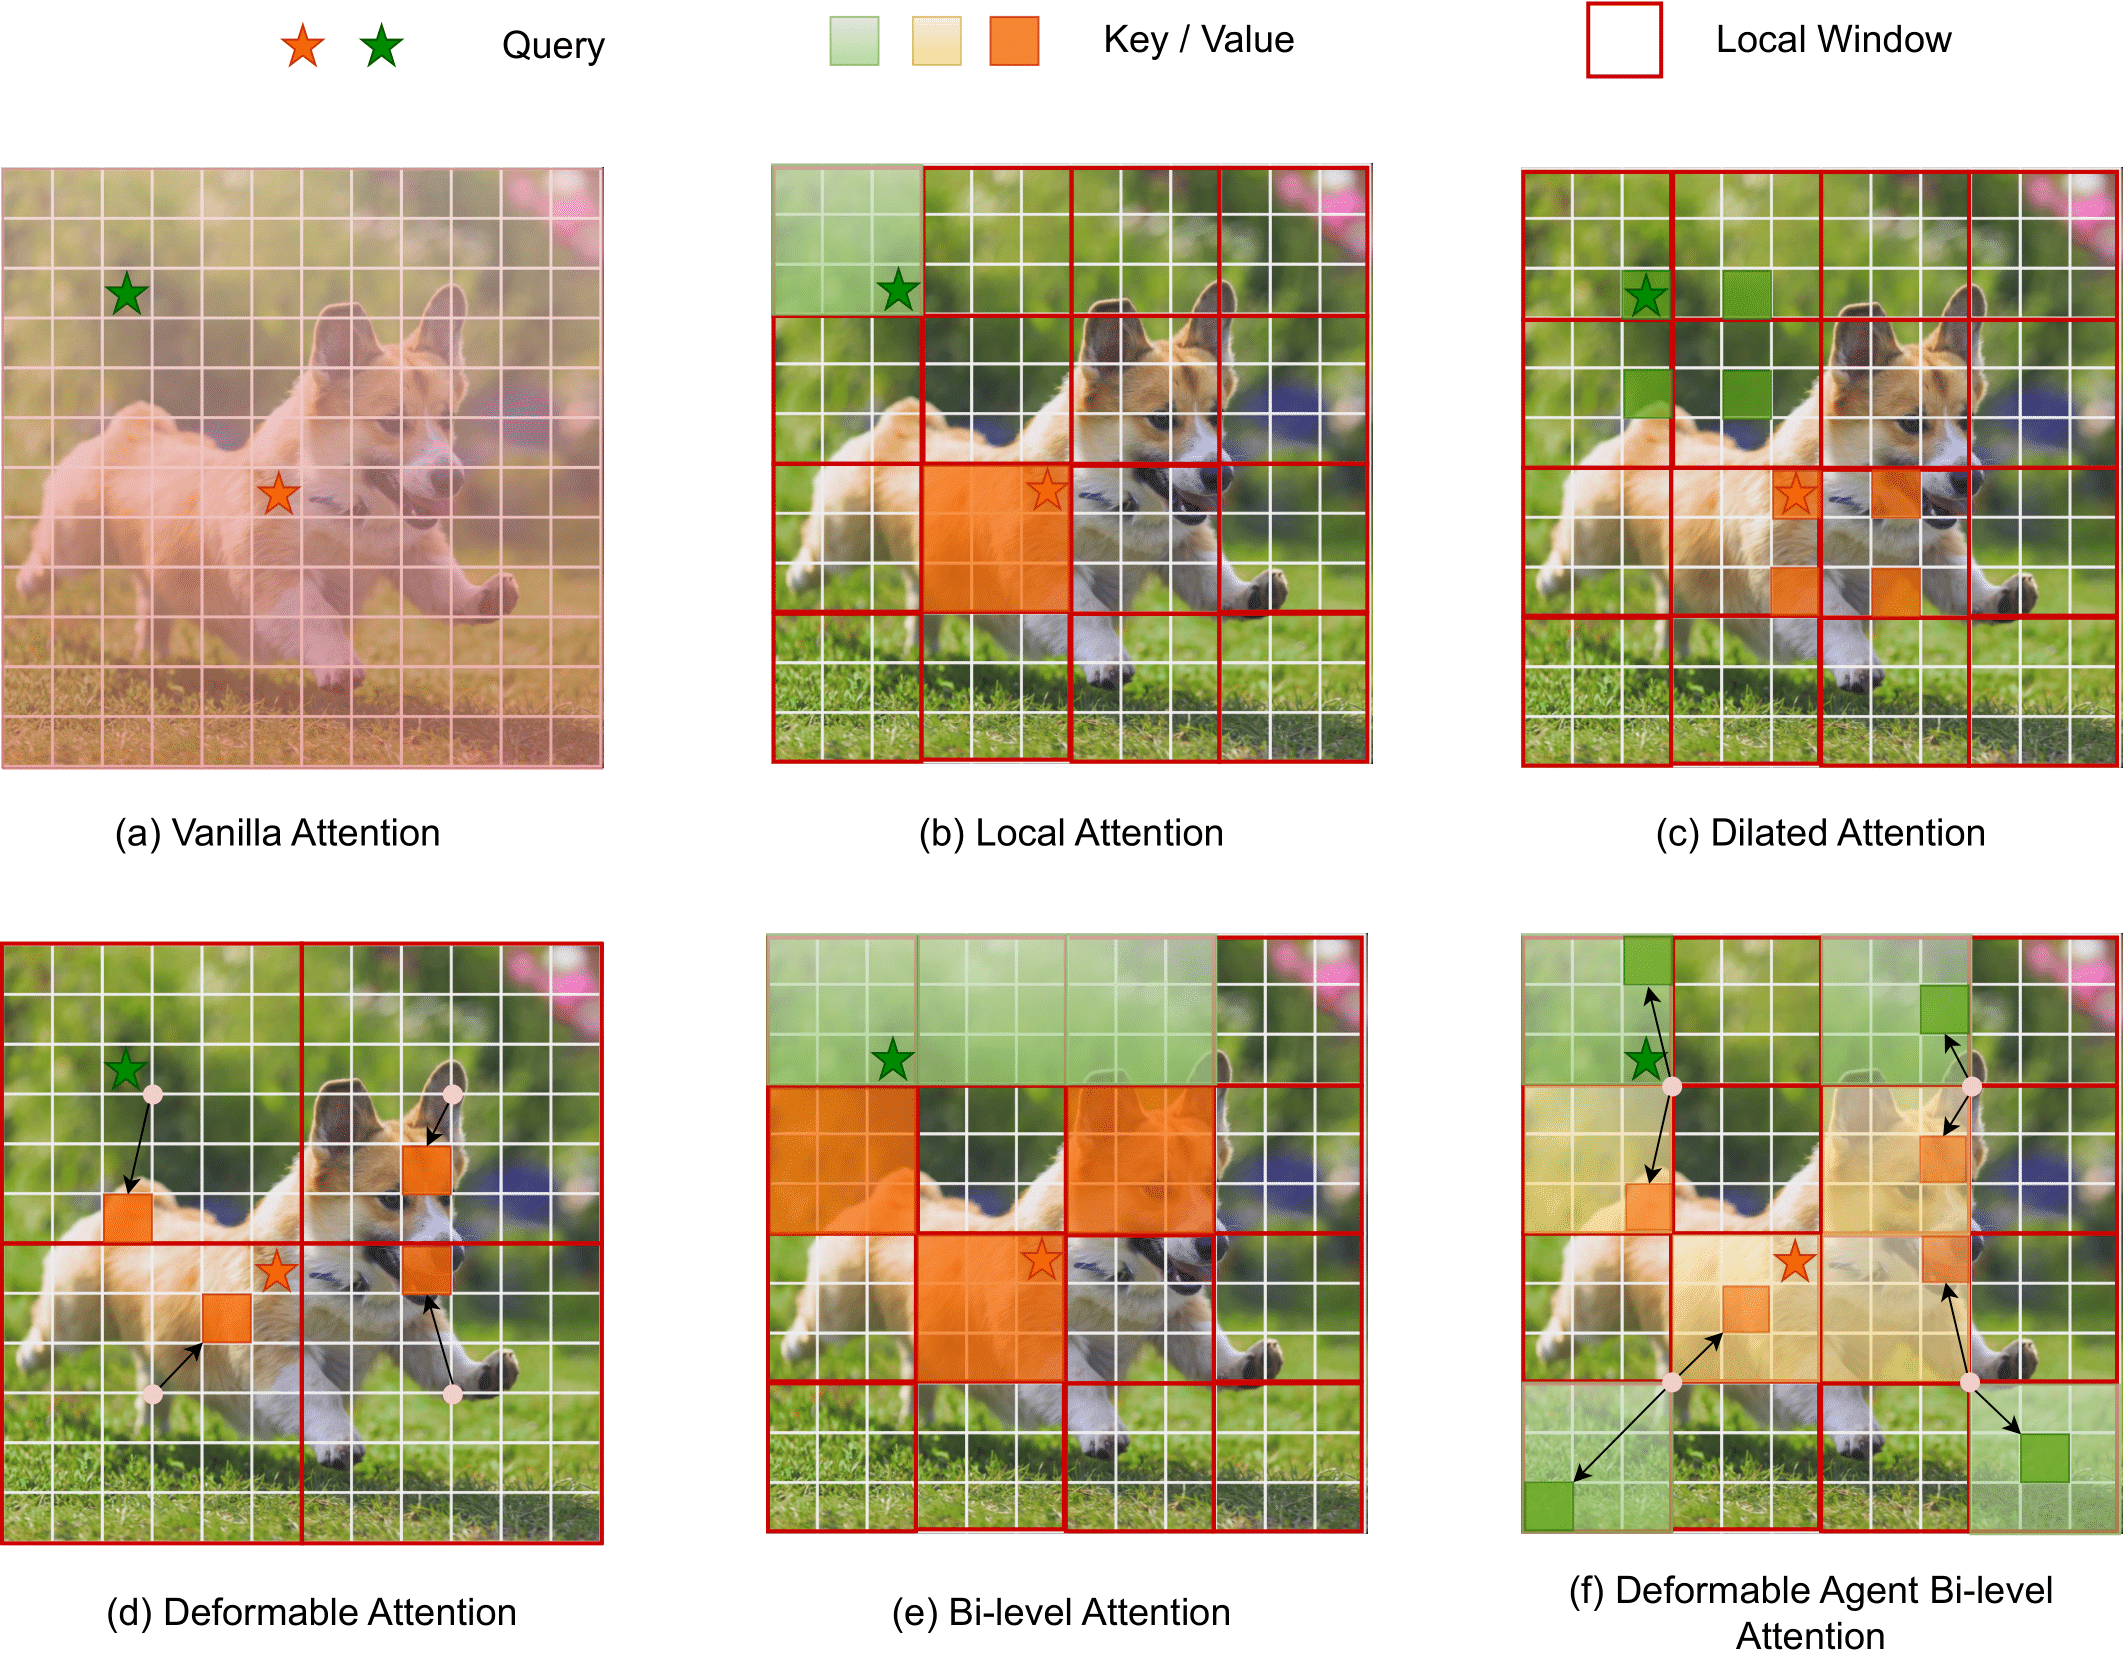 Query
Key / Value
Local Window
(a) Vanilla Attention
(b) Local Attention
(c) Dilated Attention
(d) Deformable Attention
(e) Bi-level Attention
(f) Deformable Agent Bi-level
Attention